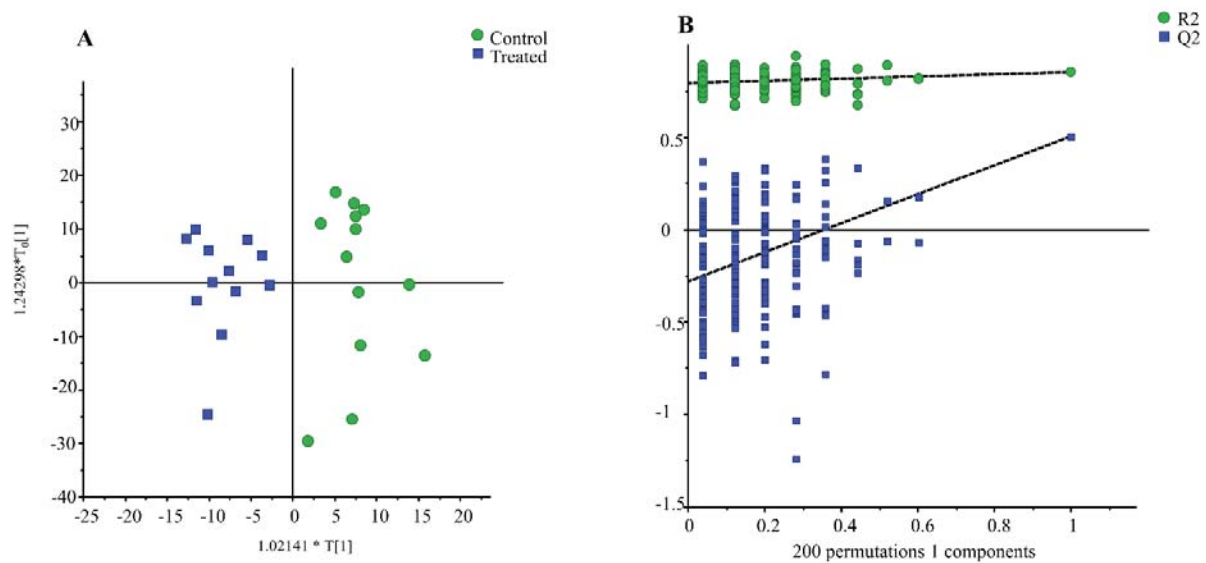 A
Control
Treated
30
20
10
0
-10
-20
-30
-40
-25 -20 -15 -10 -5 0 5 10 15 20
1.24298*To[1]
1.02141 * T[1]
B
R2
Q2
0.5
0
-0.5
-1
-1.5
0 0.2 0.4 0.6 0.8 1
200 permutations 1 components